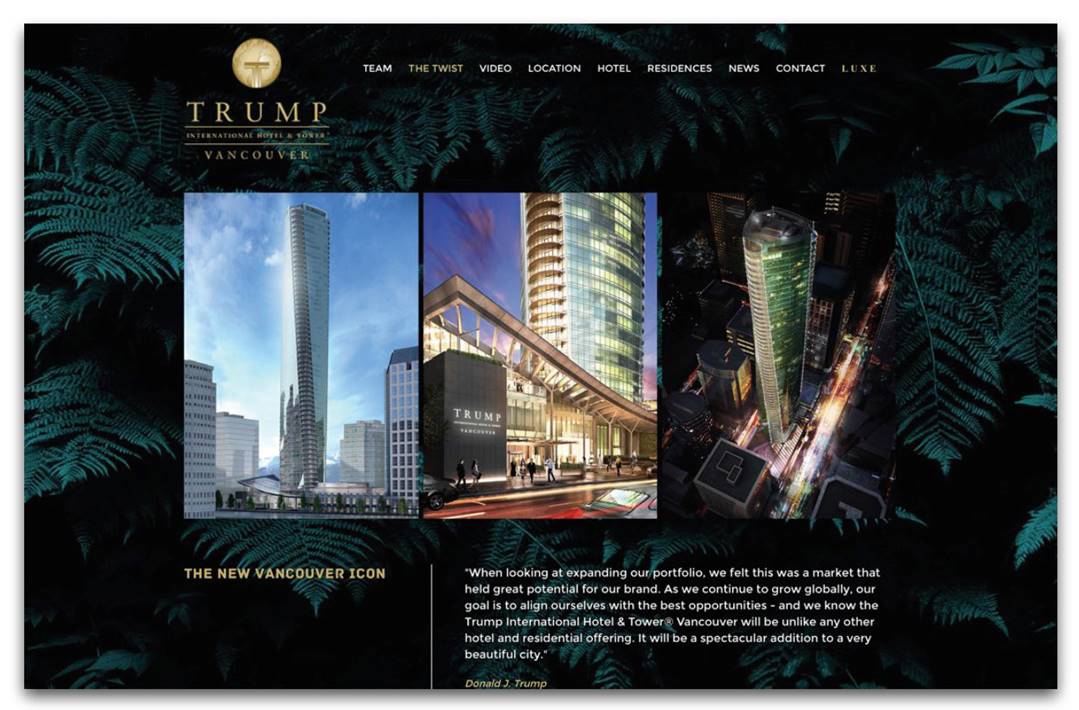 TRUMP
INTERNATIONAL HOTEL & TOWER
VANCOUVER
TEAM THE TWIST VIDEO LOCATION HOTEL RESIDENCES NEWS CONTACT LUXE
TRUMP
INTERNATIONAL HOTEL & TOWER
VANCOUVER
THE NEW VANCOUVER ICON
"When looking at expanding our portfolio, we felt this was a market that
held great potential for our brand. As we continue to grow globally, our
goal is to align ourselves with the best opportunities - and we know the
Trump International Hotel & Tower® Vancouver will be unlike any other
hotel and residential offering. It will be a spectacular addition to a very
beautiful city."
Donald J. Trump